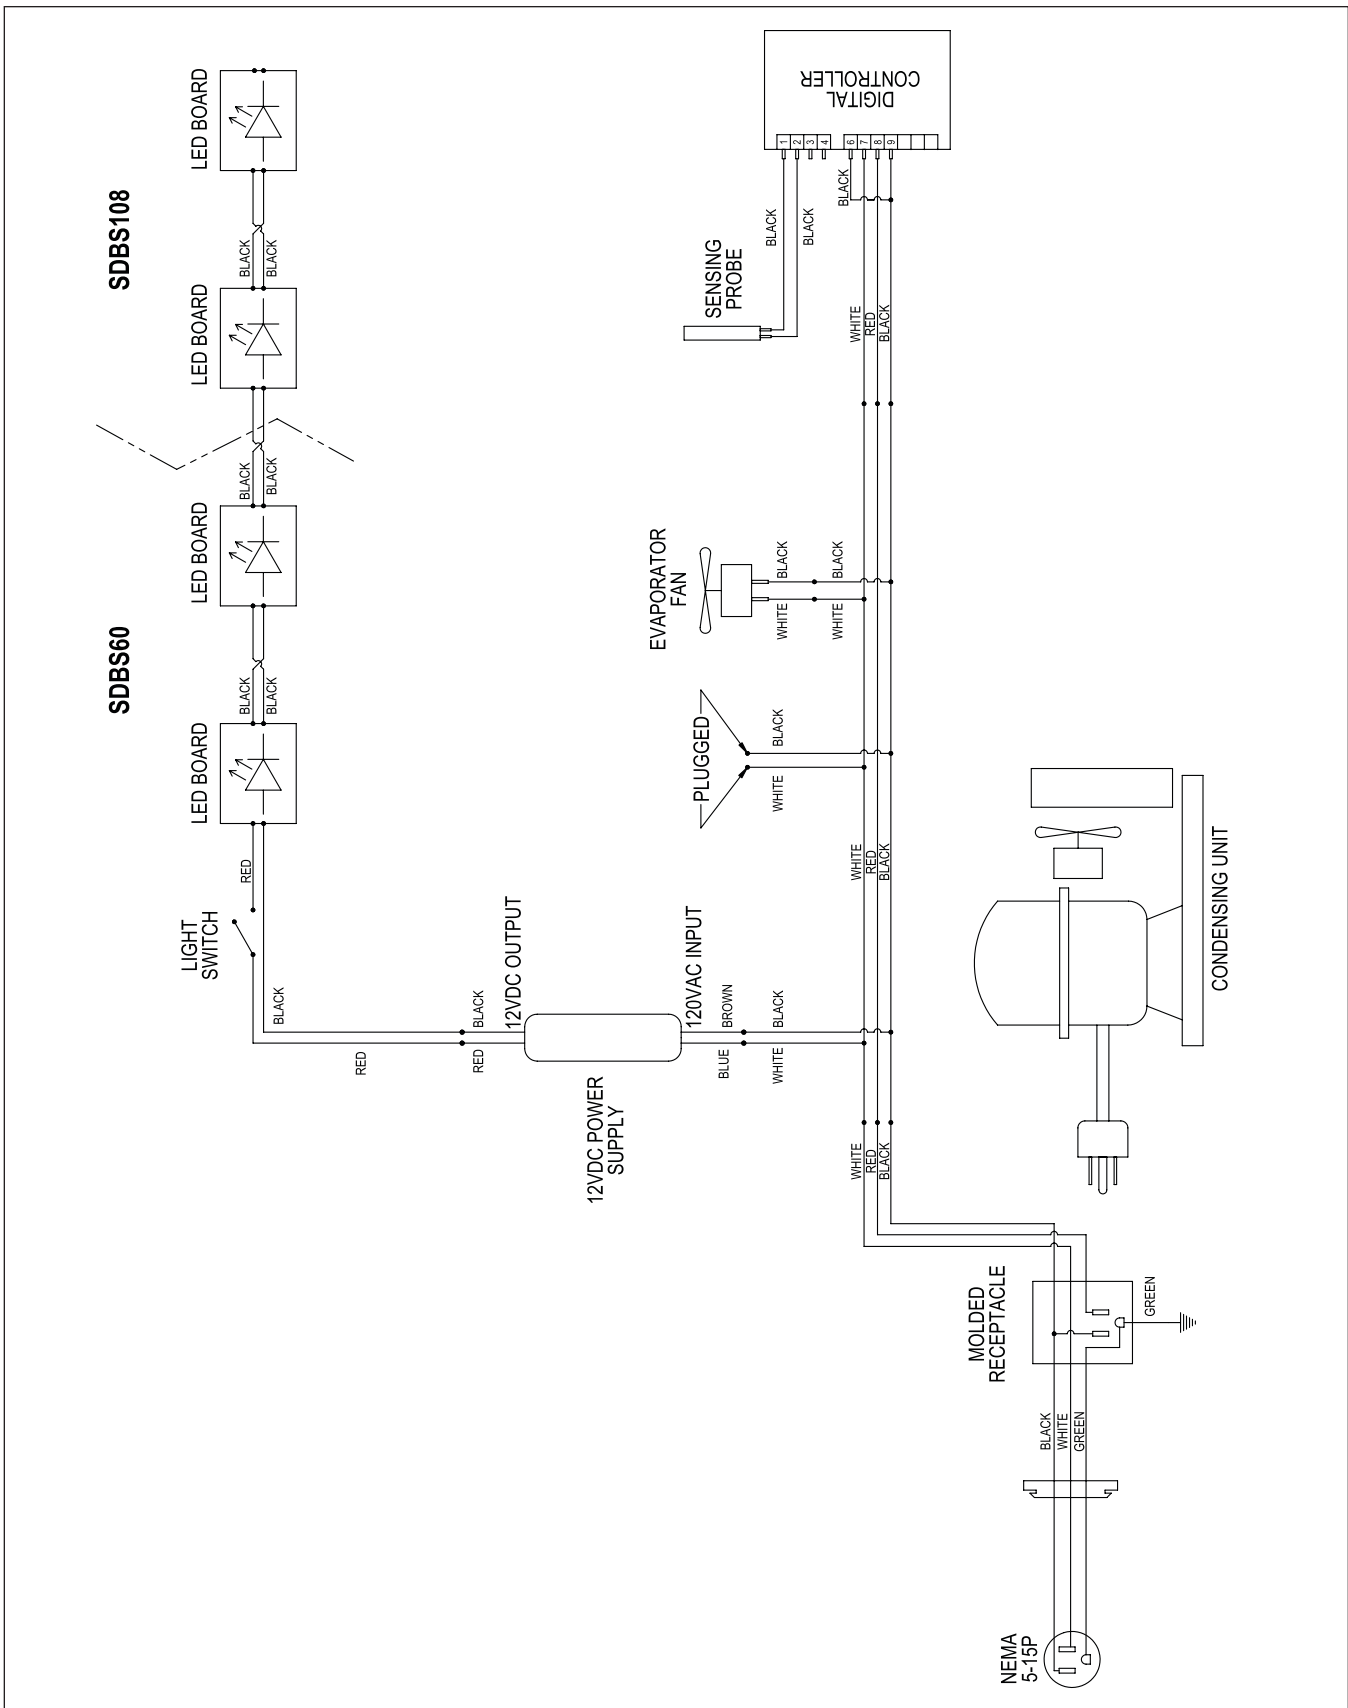 SDBS60
SDBS108
LED BOARD
LED BOARD
LED BOARD
LED BOARD
BLACK
BLACK
BLACK
BLACK
BLACK
BLACK
LIGHT
SWITCH
RED
BLACK
RED
RED
BLACK
12VDC OUTPUT
12VDC POWER
SUPPLY
120VAC INPUT
BLUE
BROWN
WHITE
BLACK
PLUGGED
WHITE
BLACK
EVAPORATOR
FAN
WHITE
BLACK
WHITE
BLACK
SENSING
PROBE
BLACK
BLACK
BLACK
DIGITAL
CONTROLLER
1
2
3
4
6
7
8
9
WHITE
RED
BLACK
WHITE
RED
BLACK
WHITE
RED
BLACK
NEMA
5-15P
BLACK
WHITE
GREEN
MOLDED
RECEPTACLE
GREEN
CONDENSING UNIT